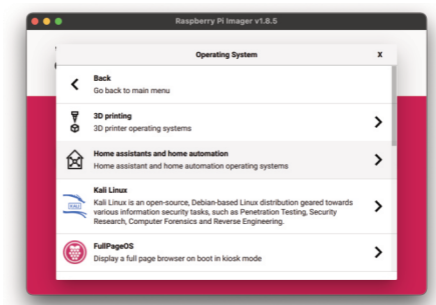 Raspberry Pi Imager v1.8.5
Operating System
X
Back
Go back to main menu
3D printing
3D printer operating systems
Home assistants and home automation
Home assistant and home automation operating systems
Kali Linux
KALI
Kali Linux is an open-source, Debian-based Linux distribution geared towards
various information security tasks, such as Penetration Testing, Security
Research, Computer Forensics and Reverse Engineering.
FullPageOS
Display a full page browser on boot in kiosk mode